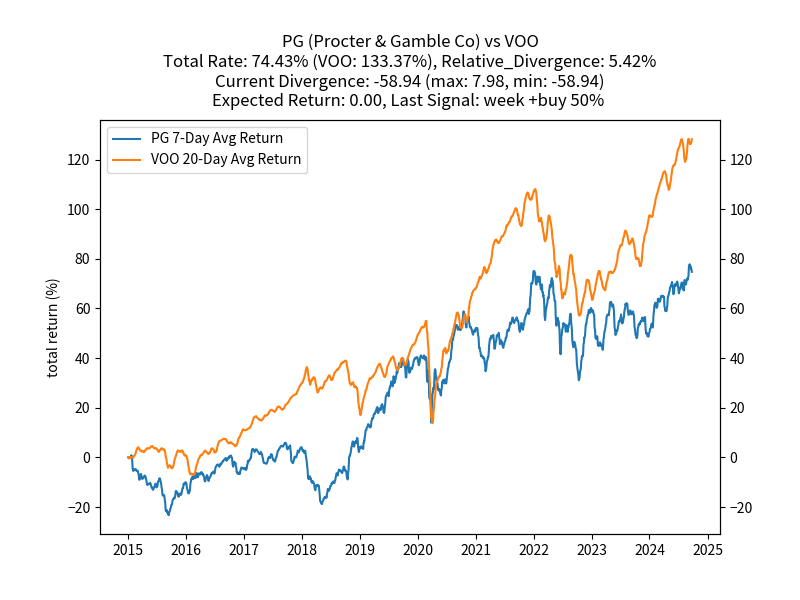 PG (Procter & Gamble Co) vs VOO
Total Rate: 74.43% (VOO: 133.37%), Relative_Divergence: 5.42%
Current Divergence: -58.94 (max: 7.98, min: -58.94)
Expected Return: 0.00, Last Signal: week +buy 50%
PG 7-Day Avg Return
VOO 20-Day Avg Return
total return (%)
120
100
80
60
40
20
0
−20
120
100
80
60
40
20
0
−20
2015 2016 2017 2018 2019 2020 2021 2022 2023 2024 2025